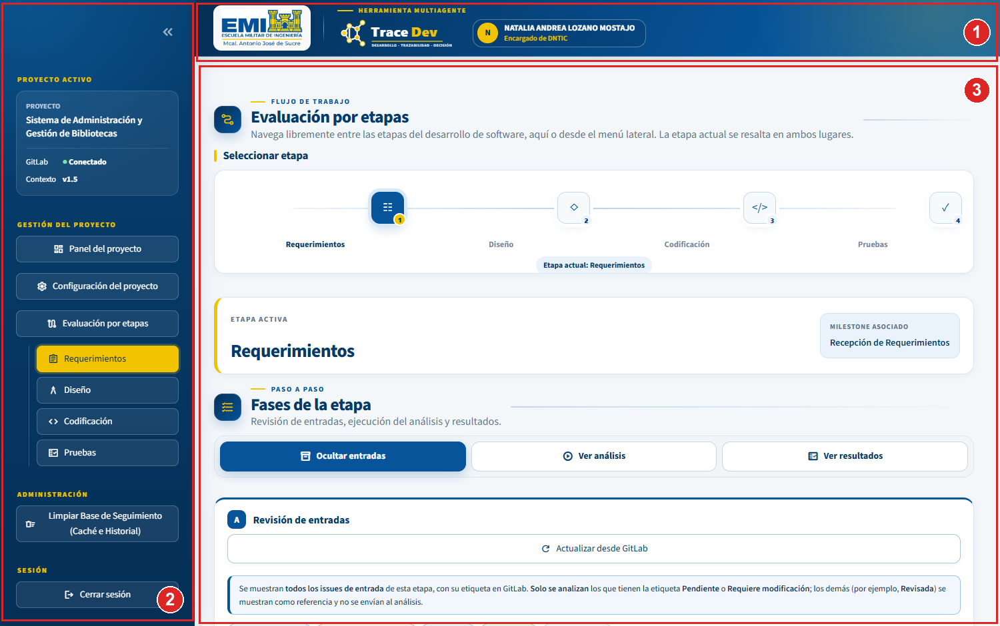 EMI
ESCUELA MILITAR DE INGENIERÍA
Mcal. Antonio José de Sucre
HERRAMIENTA MULTIAGENTE
Trace Dev
DESARROLLO - TRAZABILIDAD - DECISIÓN
N
NATALIA ANDREA LOZANO MOSTAJO
Encargado de DNTIC
1
PROYECTO ACTIVO
PROYECTO
Sistema de Administración y
Gestión de Bibliotecas
GitLab Conectado
Contexto v1.5
GESTIÓN DEL PROYECTO
Panel del proyecto
Configuración del proyecto
Evaluación por etapas
Requerimientos
Diseño
Codificación
Pruebas
ADMINISTRACIÓN
Limpiar Base de Seguimiento
(Caché e Historial)
SESIÓN
Cerrar sesión
2
3
FLUJO DE TRABAJO
Evaluación por etapas
Navega libremente entre las etapas del desarrollo de software, aquí o desde el menú lateral. La etapa actual se resalta en ambos lugares.
Seleccionar etapa
1 2 </> 3 ✓ 4
Requerimientos Diseño Codificación Pruebas
Etapa actual: Requerimientos
ETAPA ACTIVA
Requerimientos
MILESTONE ASOCIADO
Recepción de Requerimientos
PASO A PASO
Fases de la etapa
Revisión de entradas, ejecución del análisis y resultados.
Ocultar entradas Ver análisis Ver resultados
A Revisión de entradas
Actualizar desde GitLab
Se muestran todos los issues de entrada de esta etapa, con su etiqueta en GitLab. Solo se analizan los que tienen la etiqueta Pendiente o Requiere modificación; los demás (por ejemplo, Revisada) se
muestran como referencia y no se envían al análisis.